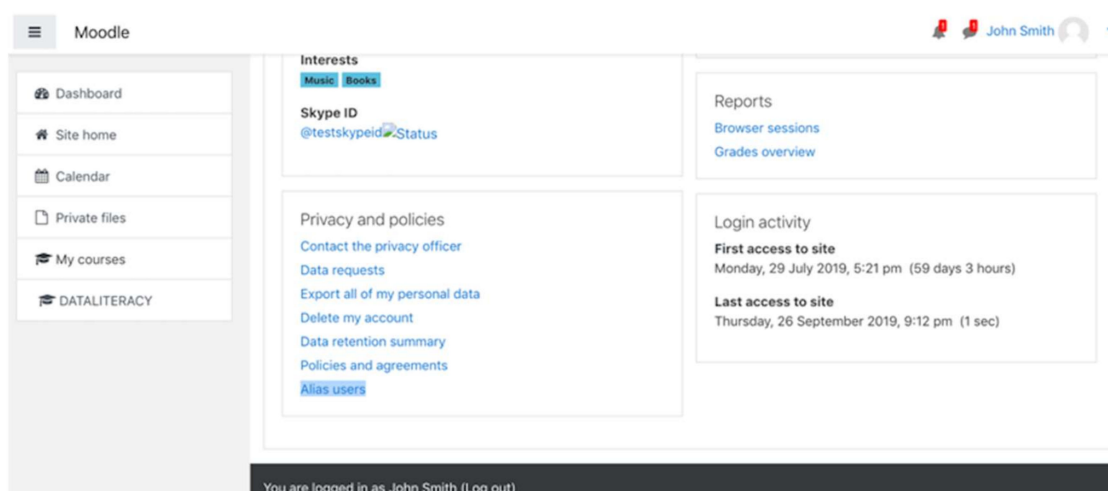 Moodle
1
1
John Smith
Dashboard
Site home
Calendar
Private files
My courses
DATALITERACY
Interests
Music Books
Skype ID
@testskypeid Status
Privacy and policies
Contact the privacy officer
Data requests
Export all of my personal data
Delete my account
Data retention summary
Policies and agreements
Alias users
Reports
Browser sessions
Grades overview
Login activity
First access to site
Monday, 29 July 2019, 5:21 pm (59 days 3 hours)
Last access to site
Thursday, 26 September 2019, 9:12 pm (1 sec)
You are logged in as John Smith (Log out)